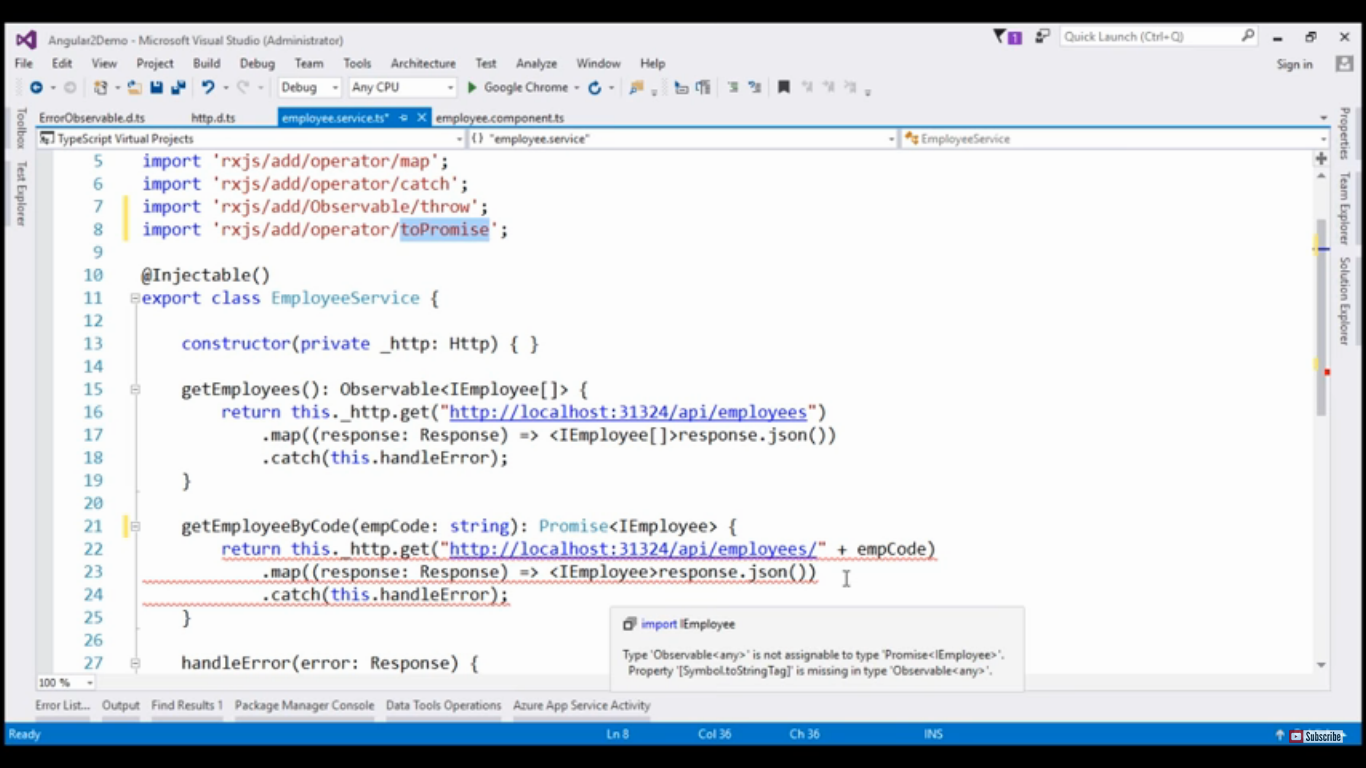 Angular2Demo - Microsoft Visual Studio (Administrator)
1
Quick Launch (Ctrl+Q)
File Edit View Project Build Debug Team Tools Architecture Test Analyze Window Help
Sign in
Debug Any CPU Google Chrome
ErrorObservable.d.ts http.d.ts employee.service.ts* employee.component.ts
TypeScript Virtual Projects {} "employee.service" EmployeeService
Toolbox
Test Explorer
Properties
Team Explorer
Solution Explorer
5 import 'rxjs/add/operator/map';
6 import 'rxjs/add/operator/catch';
7 import 'rxjs/add/Observable/throw';
8 import 'rxjs/add/operator/toPromise';
9
10 @Injectable()
11 export class EmployeeService {
12
13 constructor(private _http: Http) { }
14
15 getEmployees(): Observable<IEmployee[]> {
16 return this._http.get("http://localhost:31324/api/employees")
17 .map((response: Response) => <IEmployee[]>response.json())
18 .catch(this.handleError);
19 }
20
21 getEmployeeByCode(empCode: string): Promise<IEmployee> {
22 return this._http.get("http://localhost:31324/api/employees/" + empCode)
23 .map((response: Response) => <IEmployee>response.json())
24 .catch(this.handleError);
25 }
26
27 handleError(error: Response) {
import IEmployee
Type 'Observable<any>' is not assignable to type 'Promise<IEmployee>'.
Property '[Symbol.toStringTag]' is missing in type 'Observable<any>'.
100 %
Error List... Output Find Results 1 Package Manager Console Data Tools Operations Azure App Service Activity
Ready Ln 8 Col 36 Ch 36 INS
Subscribe